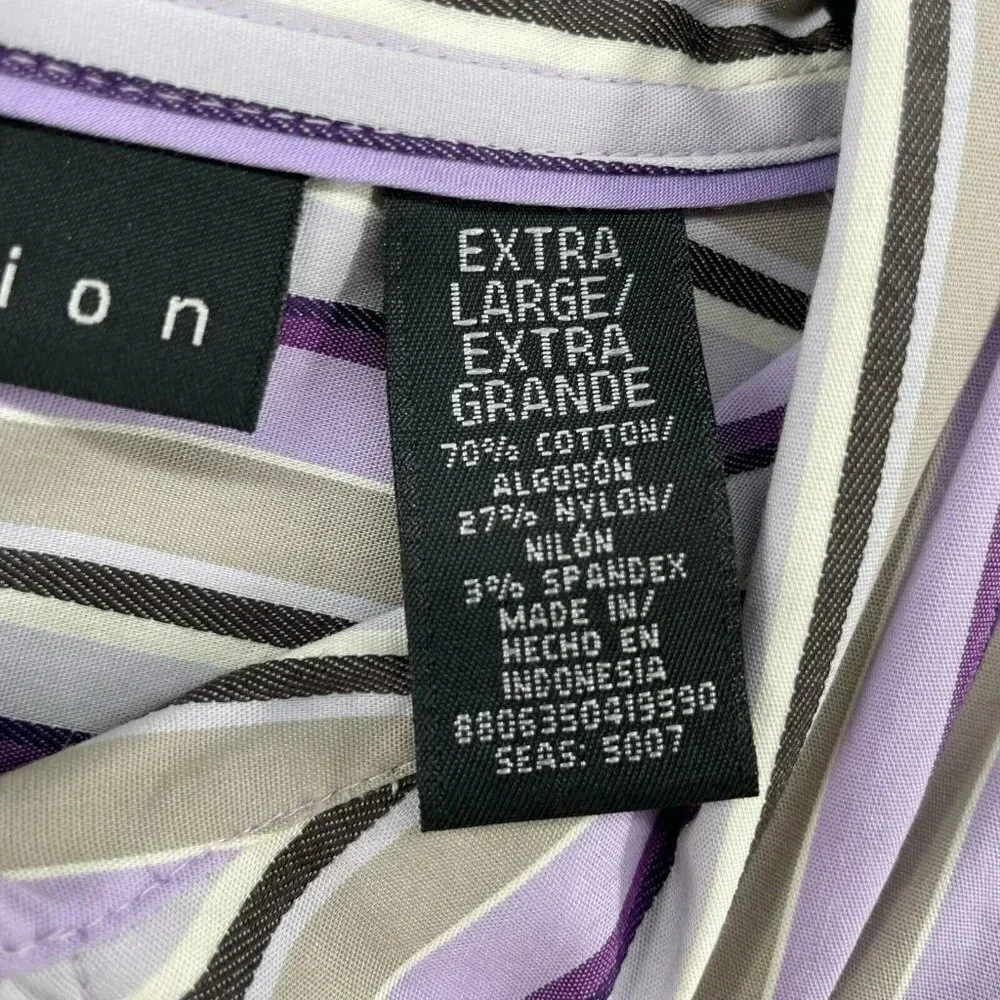 ion
EXTRA
LARGE/
EXTRA
GRANDE
70% COTTON/
ALGODÓN
27% NYLON/
NILÓN
3% SPANDEX
MADE IN/
HECHO EN
INDONESIA
SEAS: 5007